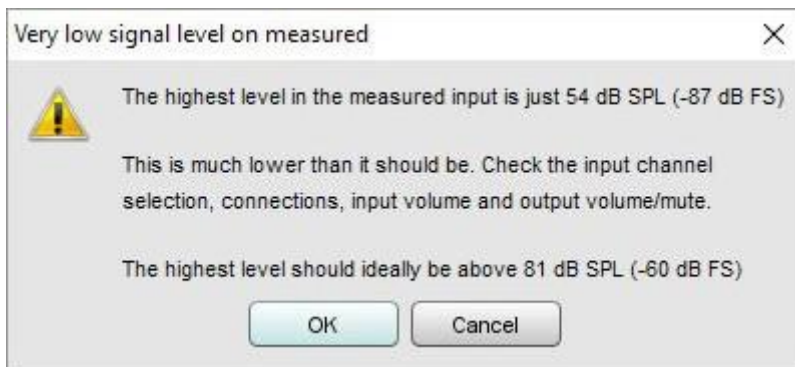 Very low signal level on measured
The highest level in the measured input is just 54 dB SPL (-87 dB FS)
This is much lower than it should be. Check the input channel
selection, connections, input volume and output volume/mute.
The highest level should ideally be above 81 dB SPL (-60 dB FS)
OK
Cancel